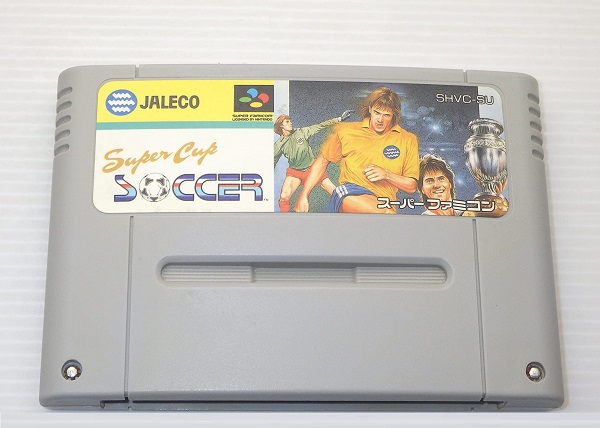 JALECO
SUPER FAMICOM
LICENSED BY NINTENDO
SHVC-SU
Super Cup
SOCCER™
スーパーファミコン